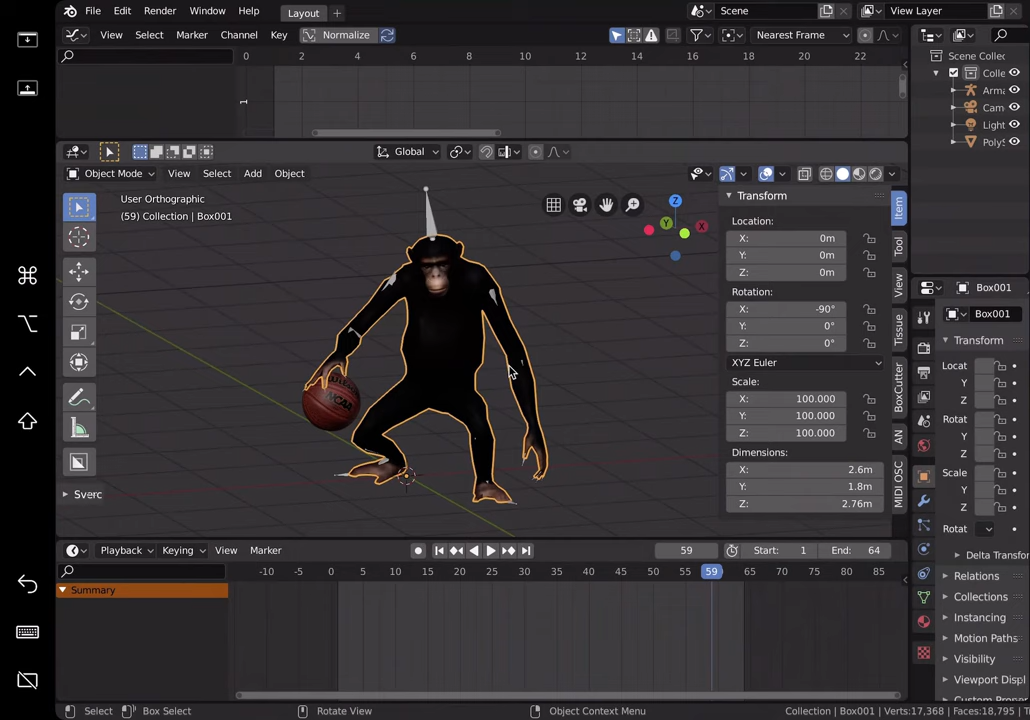 File Edit Render Window Help Layout + Scene View Layer
View Select Marker Channel Key Normalize Nearest Frame
0 2 4 6 8 10 12 14 16 18 20 22
1
Scene Collec
Colle
Arma
Cam
Light
PolyS
Global
Object Mode View Select Add Object
User Orthographic
(59) Collection | Box001
Z
Y
X
NCAA
Transform
Location:
X: 0m
Y: 0m
Z: 0m
Rotation:
X: -90°
Y: 0°
Z: 0°
XYZ Euler
Scale:
X: 100.000
Y: 100.000
Z: 100.000
Dimensions:
X: 2.6m
Y: 1.8m
Z: 2.76m
Item
Tool
View
Tissue
BoxCutter
AN
MIDI OSC
Sverc
Box001
Box001
Transform
Locat
Y
Z
Rotat
Y
Z
Scale
Y
Z
Rotat
Delta Transfor
Relations
Collections
Instancing
Motion Paths
Visibility
Viewport Displ
Custom Prope
Playback Keying View Marker 59 Start: 1 End: 64
-10 -5 0 5 10 15 20 25 30 35 40 45 50 55 59 65 70 75 80 85
Summary
Select Box Select Rotate View Object Context Menu Collection | Box001 | Verts:17,368 | Faces:18,795 | T